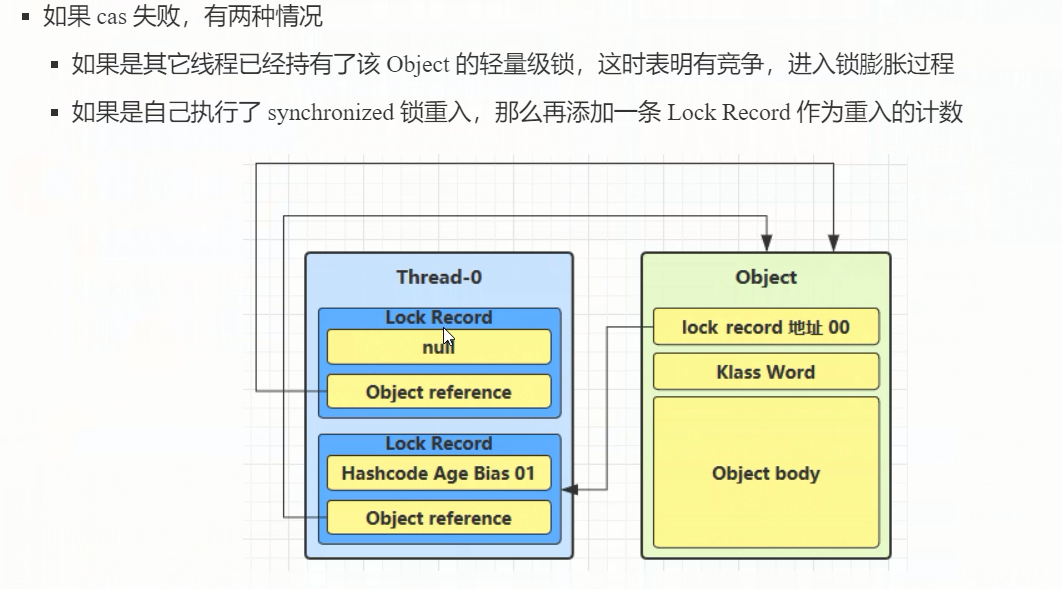 如果 cas 失败，有两种情况
如果是其它线程已经持有了该 Object 的轻量级锁，这时表明有竞争，进入锁膨胀过程
如果是自己执行了 synchronized 锁重入，那么再添加一条 Lock Record 作为重入的计数
Thread-0
Lock Record
null
Object reference
Lock Record
Hashcode Age Bias 01
Object reference
Object
lock record 地址 00
Klass Word
Object body